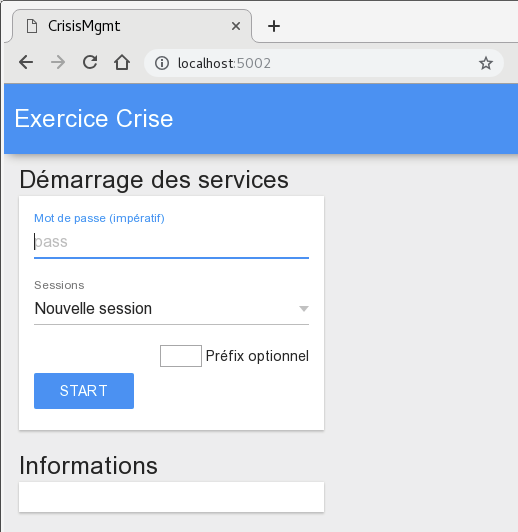 CrisisMgmt
localhost:5002
Exercice Crise
Démarrage des services
Mot de passe (impératif)
pass
Sessions
Nouvelle session
Préfix optionnel
START
Informations